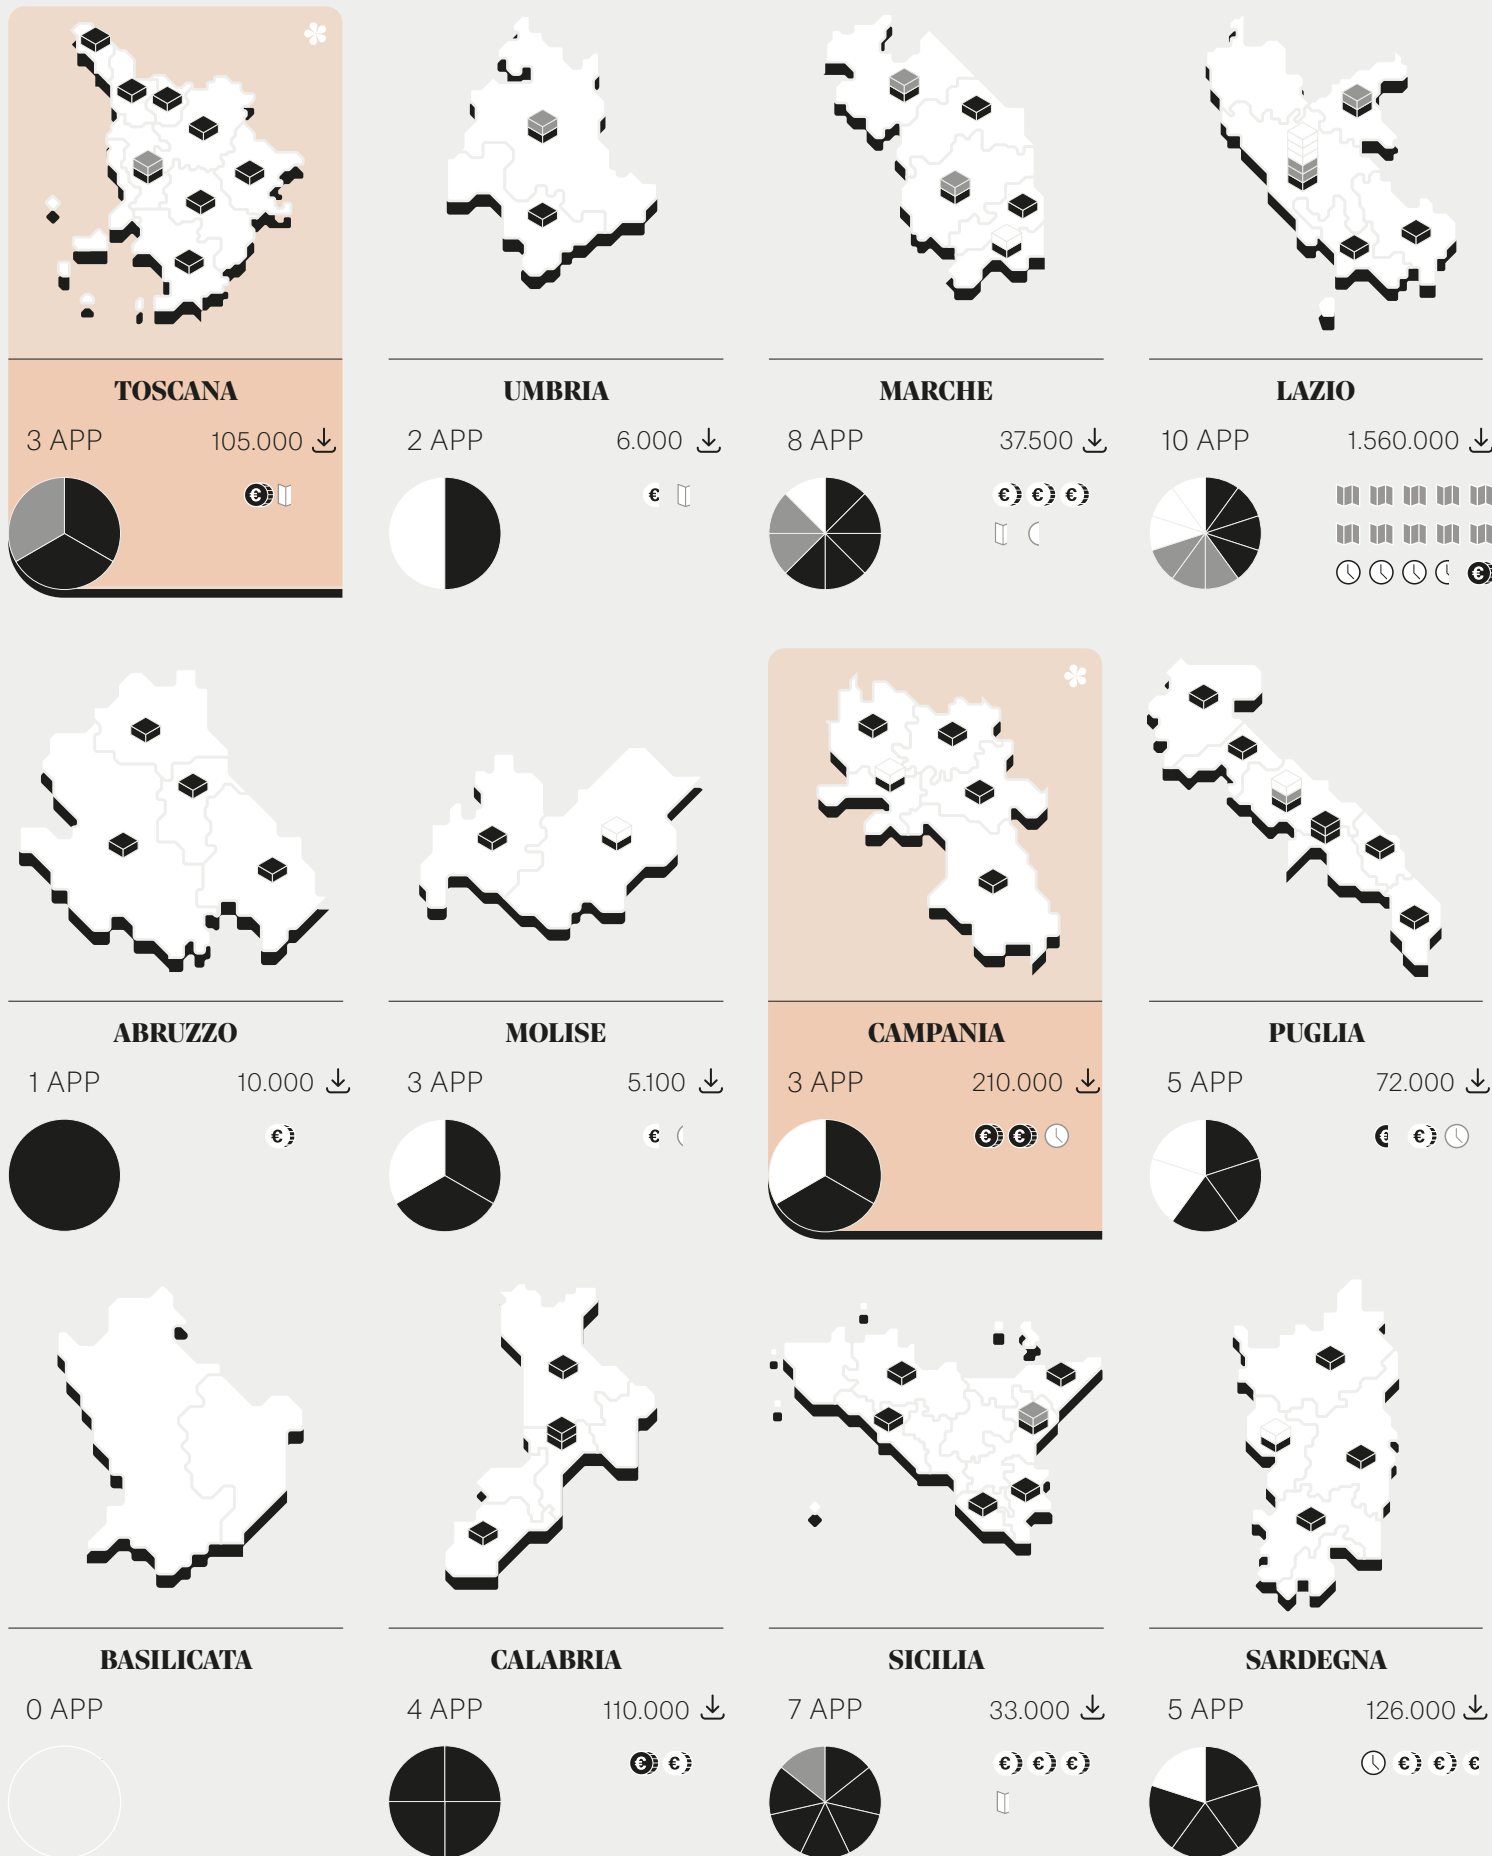 TOSCANA
3 APP
105.000
UMBRIA
2 APP
6.000
MARCHE
8 APP
37.500
LAZIO
10 APP
1.560.000
ABRUZZO
1 APP
10.000
MOLISE
3 APP
5.100
CAMPANIA
3 APP
210.000
PUGLIA
5 APP
72.000
BASILICATA
0 APP
CALABRIA
4 APP
110.000
SICILIA
7 APP
33.000
SARDEGNA
5 APP
126.000